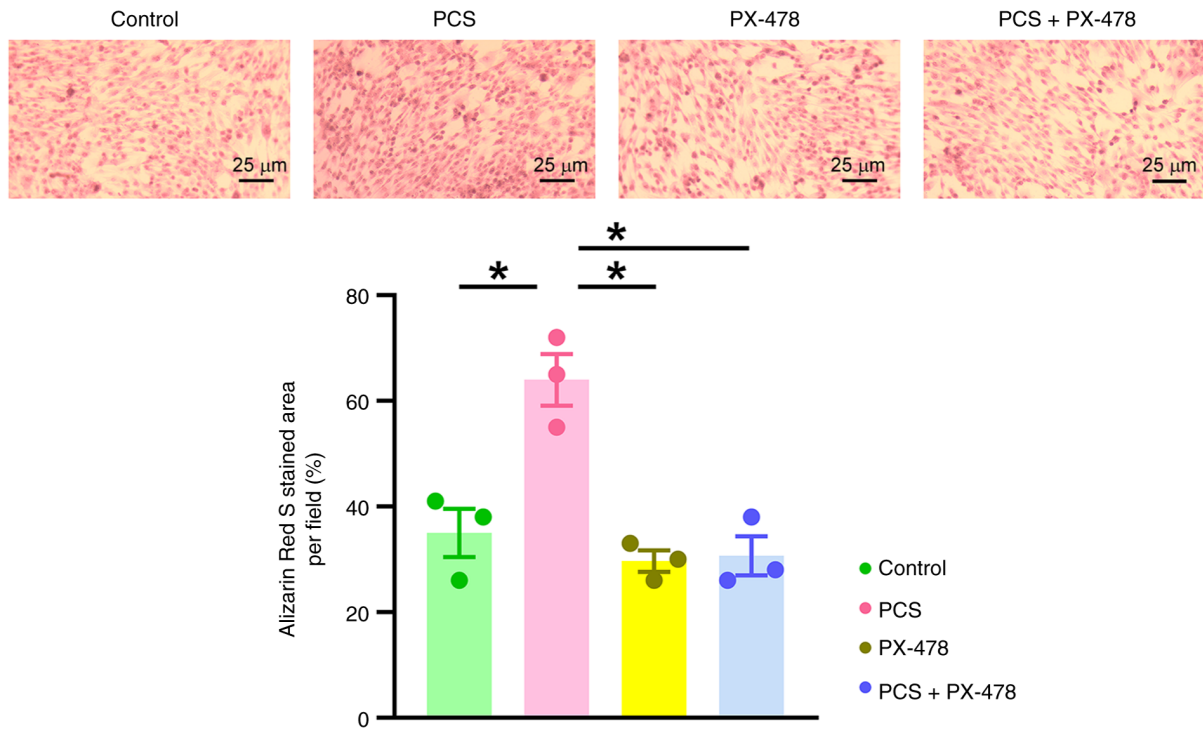 Control PCS PX-478 PCS + PX-478
25 μm 25 μm 25 μm 25 μm
*
* *
80
60
40
20
0
Alizarin Red S stained area
per field (%)
Control
PCS
PX-478
PCS + PX-478